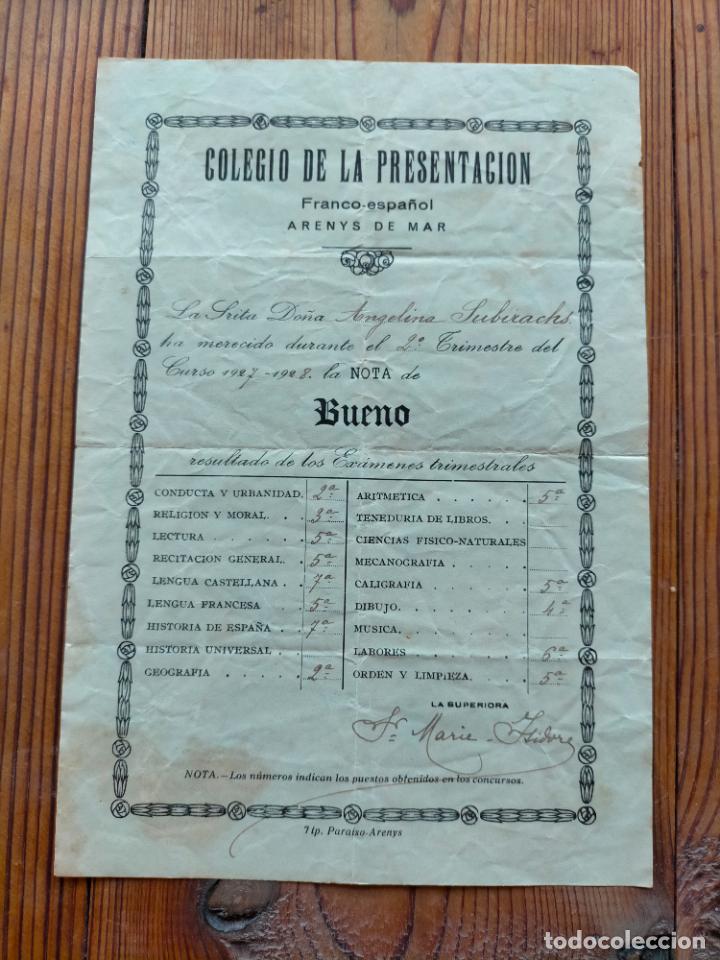 COLEGIO DE LA PRESENTACION
Franco-español
ARENYS DE MAR
La Srita Doña Angelina Subirachs
ha merecido durante el 2º Trimestre del
Curso 1927-1928. la NOTA de
Bueno
resultado de los Exámenes trimestrales
CONDUCTA Y URBANIDAD. 2ª
RELIGION Y MORAL. . . 3ª
LECTURA . . . . . 5ª
RECITACION GENERAL. . 5ª
LENGUA CASTELLANA . . 7ª
LENGUA FRANCESA . . 5ª
HISTORIA DE ESPAÑA . . 7ª
HISTORIA UNIVERSAL . .
GEOGRAFIA . . . . . 2ª
ARITMETICA . . . . . . 5ª
TENEDURIA DE LIBROS. . .
CIENCIAS FISICO-NATURALES
MECANOGRAFIA . . . . .
CALIGRAFIA . . . . . 5ª
DIBUJO. . . . . . . 4ª
MUSICA. . . . . . .
LABORES . . . . . . 6ª
ORDEN Y LIMPIEZA. . . . 5ª
LA SUPERIORA
Sr. Marie-Isidore
NOTA.—Los números indican los puestos obtenidos en los concursos.
Tip. Paraíso-Arenys
todocoleccion
todocoleccion.net